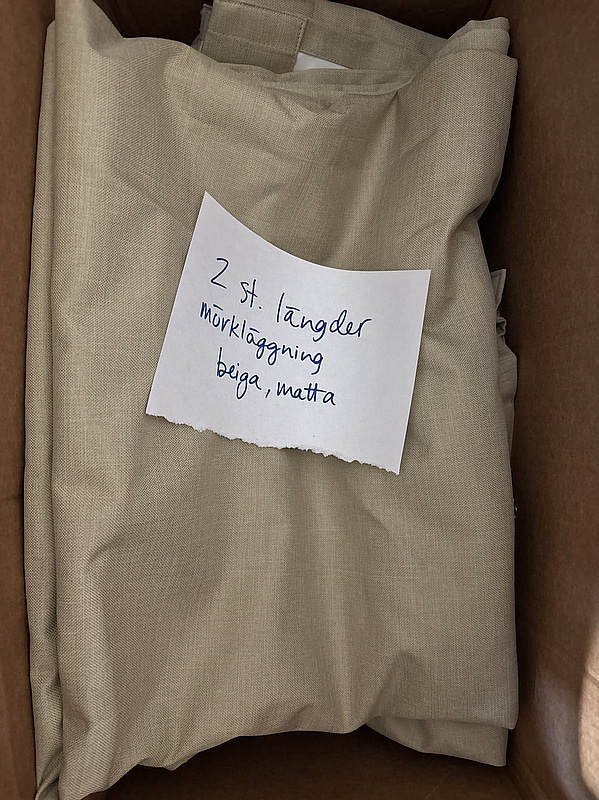 2 st. längder
mörkläggning
beiga, matta